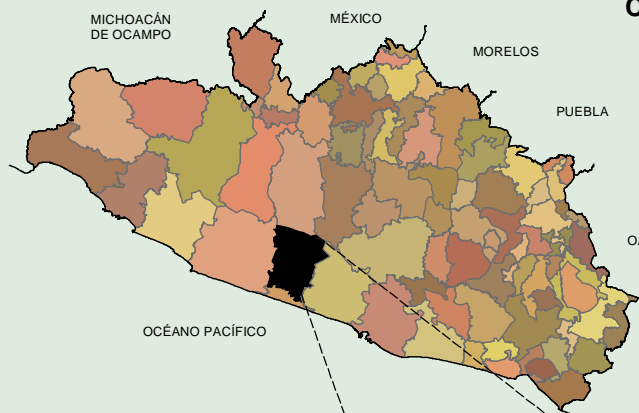 MICHOACÁN
DE OCAMPO
MÉXICO
MORELOS
PUEBLA
OCÉANO PACÍFICO